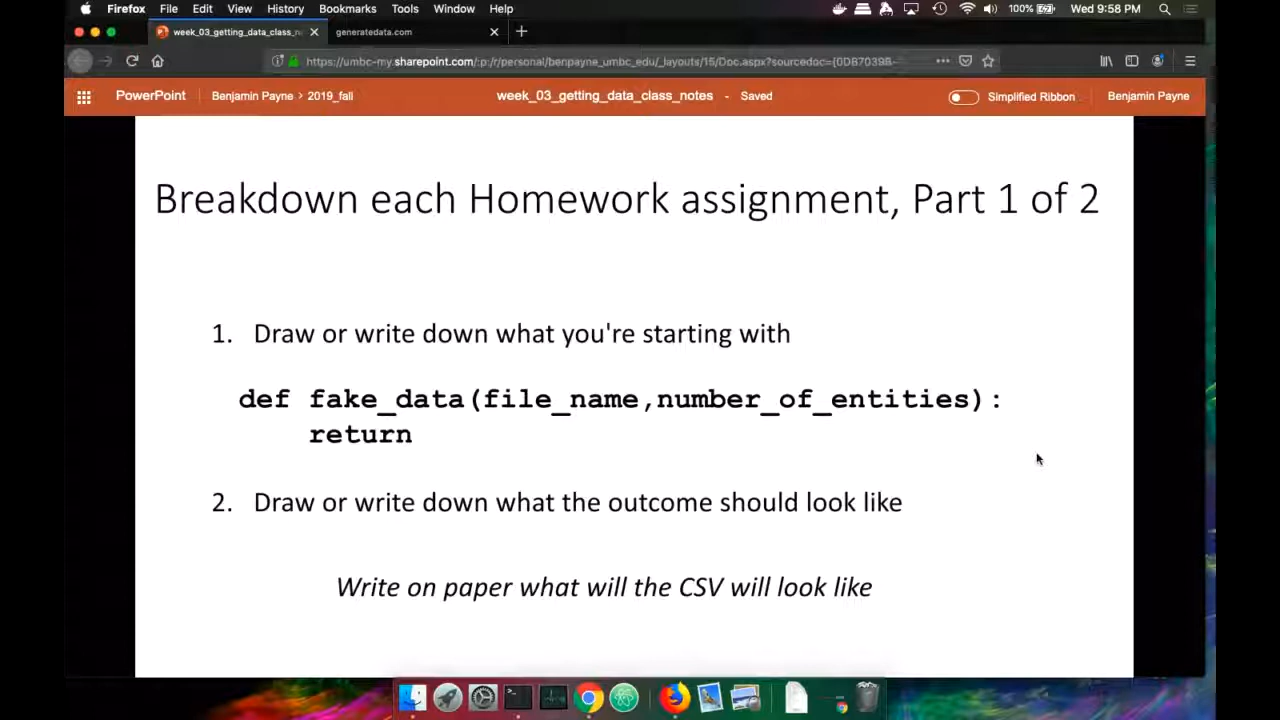 Firefox File Edit View History Bookmarks Tools Window Help 100% Wed 9:58 PM
week_03_getting_data_class_n generatedata.com
https://umbc-my.sharepoint.com/:p:/r/personal/benpayne_umbc_edu/_layouts/15/Doc.aspx?sourcedoc={0DB70398-
PowerPoint Benjamin Payne > 2019_fall week_03_getting_data_class_notes - Saved Simplified Ribbon Benjamin Payne
Breakdown each Homework assignment, Part 1 of 2
1. Draw or write down what you're starting with
def fake_data(file_name,number_of_entities):
return
2. Draw or write down what the outcome should look like
Write on paper what will the CSV will look like